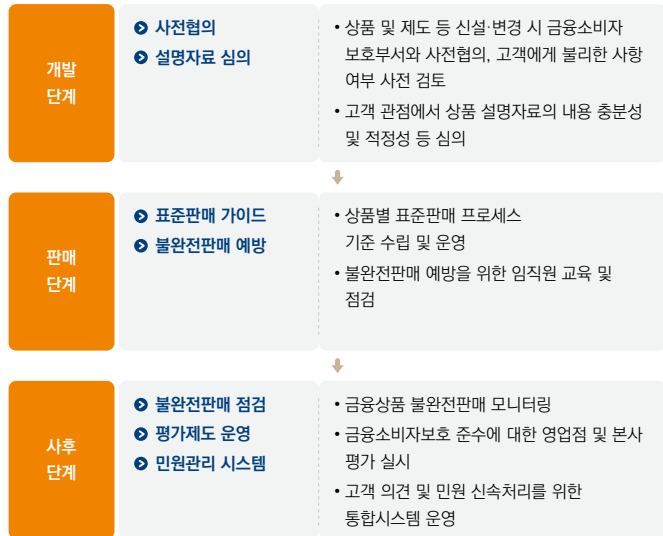 개발
단계
사전협의
설명자료 심의
• 상품 및 제도 등 신설·변경 시 금융소비자
보호부서와 사전협의, 고객에게 불리한 사항
여부 사전 검토
• 고객 관점에서 상품 설명자료의 내용 충분성
및 적정성 등 심의
판매
단계
표준판매 가이드
불완전판매 예방
• 상품별 표준판매 프로세스
기준 수립 및 운영
• 불완전판매 예방을 위한 임직원 교육 및
점검
사후
단계
불완전판매 점검
평가제도 운영
민원관리 시스템
• 금융상품 불완전판매 모니터링
• 금융소비자보호 준수에 대한 영업점 및 본사
평가 실시
• 고객 의견 및 민원 신속처리를 위한
통합시스템 운영